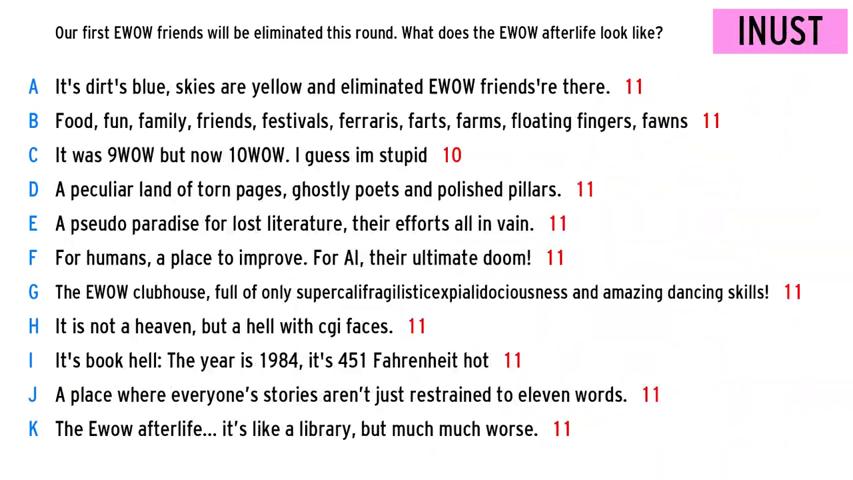 Our first EWOW friends will be eliminated this round. What does the EWOW afterlife look like?
INUST
A It's dirt's blue, skies are yellow and eliminated EWOW friends're there. 11
B Food, fun, family, friends, festivals, ferraris, farts, farms, floating fingers, fawns 11
C It was 9WOW but now 10WOW. I guess im stupid 10
D A peculiar land of torn pages, ghostly poets and polished pillars. 11
E A pseudo paradise for lost literature, their efforts all in vain. 11
F For humans, a place to improve. For AI, their ultimate doom! 11
G The EWOW clubhouse, full of only supercalifragilisticexpialidociousness and amazing dancing skills! 11
H It is not a heaven, but a hell with cgi faces. 11
I It's book hell: The year is 1984, it's 451 Fahrenheit hot 11
J A place where everyone’s stories aren’t just restrained to eleven words. 11
K The Ewow afterlife... it’s like a library, but much much worse. 11